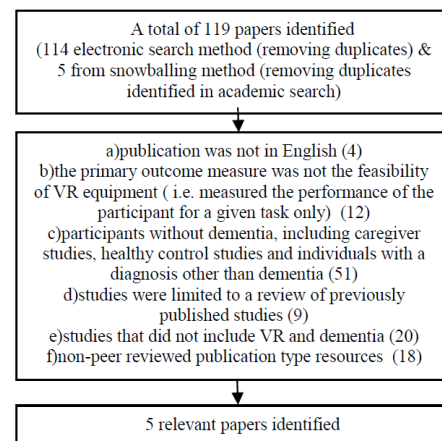 A total of 119 papers identified
(114 electronic search method (removing duplicates) &
5 from snowballing method (removing duplicates
identified in academic search)
a)publication was not in English (4)
b)the primary outcome measure was not the feasibility
of VR equipment ( i.e. measured the performance of the
participant for a given task only)  (12)
c)participants without dementia, including caregiver
studies, healthy control studies and individuals with a
diagnosis other than dementia (51)
d)studies were limited to a review of previously
published studies (9)
e)studies that did not include VR and dementia (20)
f)non-peer reviewed publication type resources  (18)
5 relevant papers identified